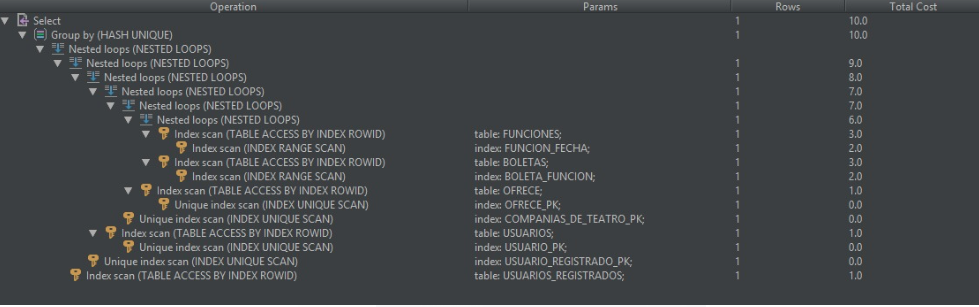 Operation Params Rows Total Cost
Select 1 10.0
Group by (HASH UNIQUE) 1 10.0
Nested loops (NESTED LOOPS)
Nested loops (NESTED LOOPS) 1 9.0
Nested loops (NESTED LOOPS) 1 8.0
Nested loops (NESTED LOOPS) 1 7.0
Nested loops (NESTED LOOPS) 1 7.0
Nested loops (NESTED LOOPS) 1 6.0
Index scan (TABLE ACCESS BY INDEX ROWID) table: FUNCIONES; 1 3.0
Index scan (INDEX RANGE SCAN) index: FUNCION_FECHA; 1 2.0
Index scan (TABLE ACCESS BY INDEX ROWID) table: BOLETAS; 1 3.0
Index scan (INDEX RANGE SCAN) index: BOLETA_FUNCION; 1 2.0
Index scan (TABLE ACCESS BY INDEX ROWID) table: OFRECE; 1 1.0
Unique index scan (INDEX UNIQUE SCAN) index: OFRECE_PK; 1 0.0
Unique index scan (INDEX UNIQUE SCAN) index: COMPANIAS_DE_TEATRO_PK; 1 0.0
Index scan (TABLE ACCESS BY INDEX ROWID) table: USUARIOS; 1 1.0
Unique index scan (INDEX UNIQUE SCAN) index: USUARIO_PK; 1 0.0
Unique index scan (INDEX UNIQUE SCAN) index: USUARIO_REGISTRADO_PK; 1 0.0
Index scan (TABLE ACCESS BY INDEX ROWID) table: USUARIOS_REGISTRADOS; 1 1.0